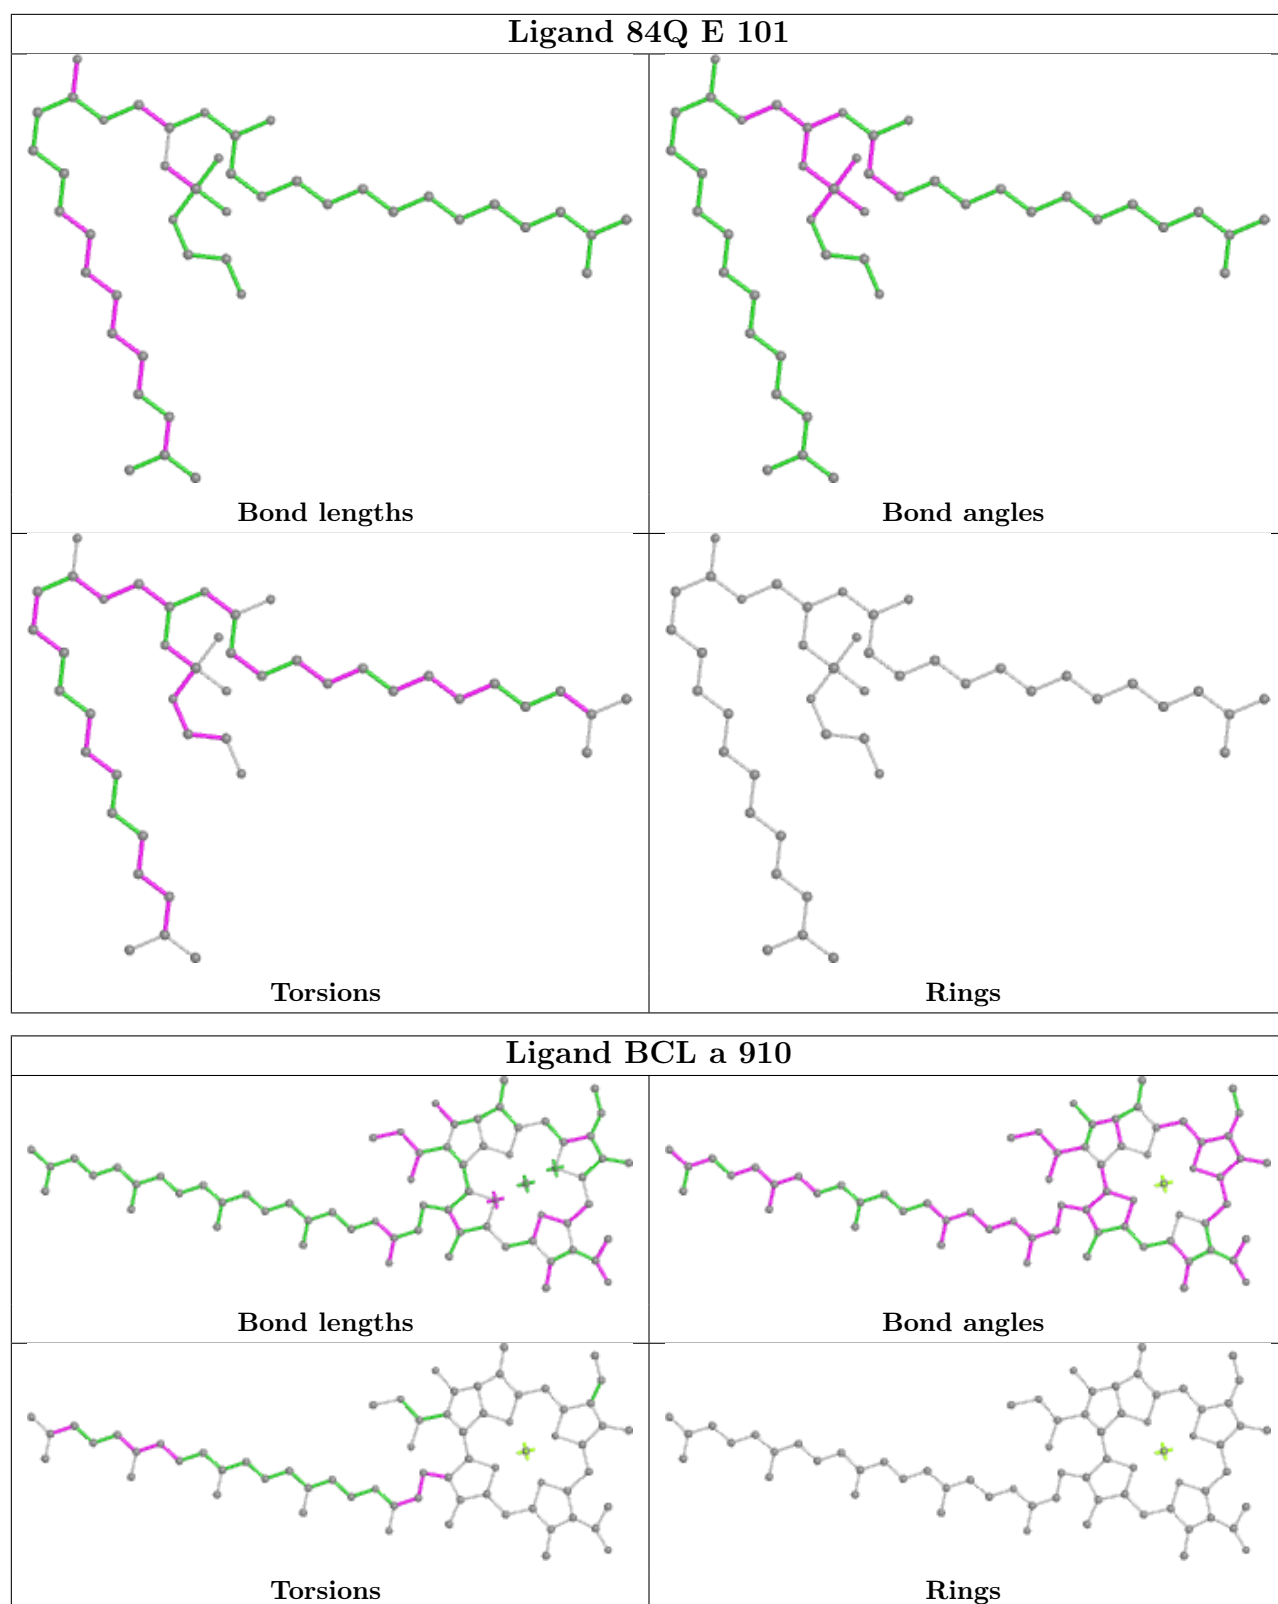 Ligand 84Q E 101
Bond lengths
Bond angles
Torsions
Rings
Ligand BCL a 910
Bond lengths
Bond angles
Torsions
Rings